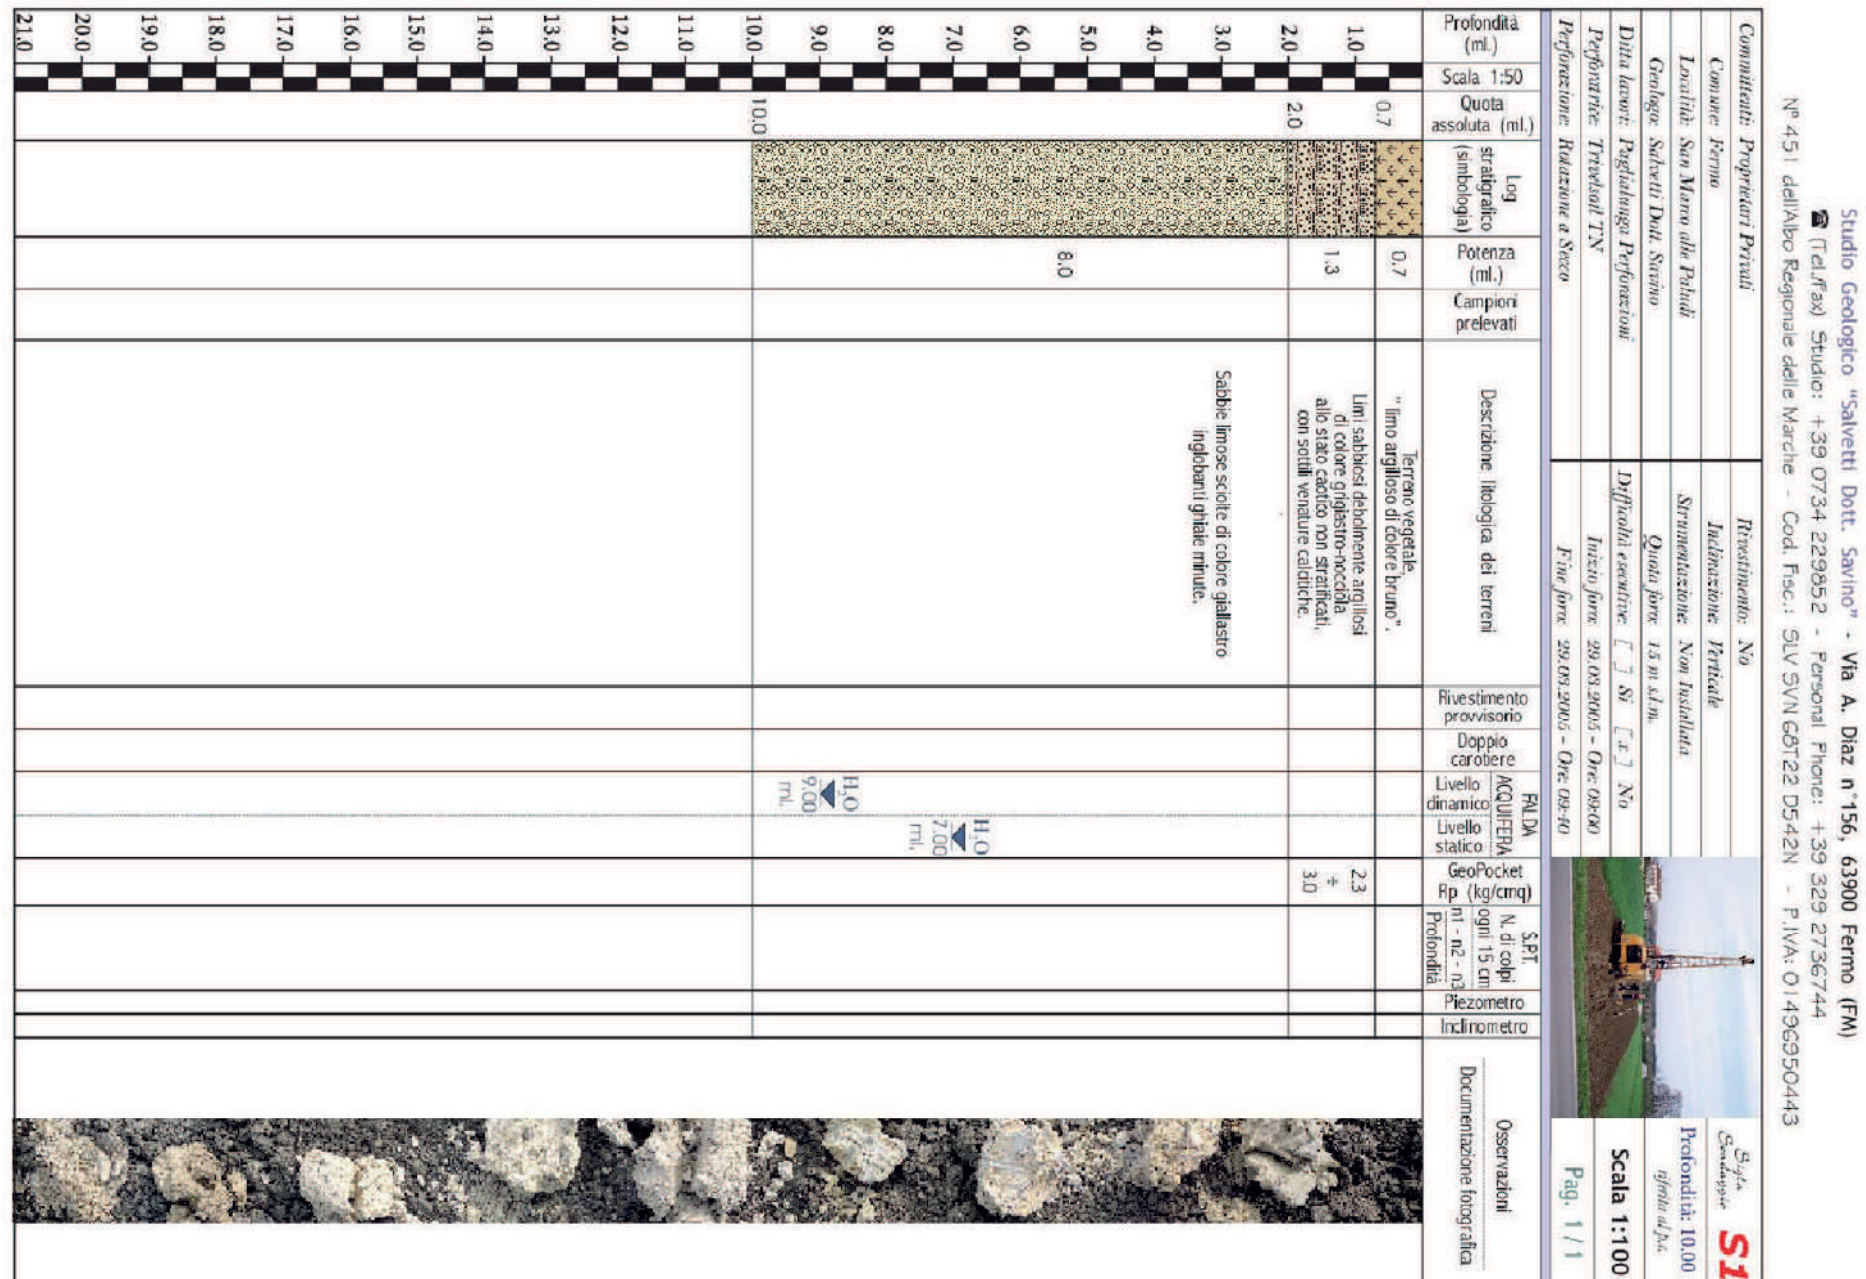 Studio Geologico "Salvetti Dott. Savino" - Via A. Diaz n°156, 63900 Fermo (FM)
☎ (Tel./Fax) Studio: +39 0734 229852 - Personal Phone: +39 329 2736744
N° 451 dell'Albo Regionale delle Marche - Cod. Fisc.: SLV SVN 68T22 D542N - P.IVA: 01496950443
Committenti: Proprietari Privati
Comune: Fermo
Località: San Marco alle Paludi
Geologo: Salvetti Dott. Savino
Ditta lavori: Paglialunga Perforazioni
Perforatrice: Trivelsoil TN
Perforazione: Rotazione a Secco
Rivestimento: No
Inclinazione: Verticale
Strumentazione: Non Installata
Quota foro: 15 m s.l.m.
Difficoltà esecutive: [ ] Si [x] No
Inizio foro: - Ore: 09:00
Fine foro: - Ore: 09:40
Sigla
Sondaggio
S1
Profondità: 10.00
riferita al p.c.
Scala 1:100
Pag. 1 / 1
Profondità
(ml.)
Scala 1:50
Quota
assoluta (ml.)
Log
stratigrafico
(simbologia)
Potenza
(ml.)
Campioni
prelevati
Descrizione litologica dei terreni
Rivestimento
provvisorio
Doppio
carotiere
FALDA
ACQUIFERA
Livello
dinamico
Livello
statico
GeoPocket
Rp (kg/cmq)
S.P.T.
N. di colpi
ogni 15 cm
n1 - n2 - n3
Profondità
Piezometro
Inclinometro
Osservazioni
Documentazione fotografica
1.0
2.0
3.0
4.0
5.0
6.0
7.0
8.0
9.0
10.0
11.0
12.0
13.0
14.0
15.0
16.0
17.0
18.0
19.0
20.0
21.0
0.7
2.0
10.0
0.7
1.3
8.0
Terreno vegetale,
" limo argilloso di colore bruno".
Limi sabbiosi debolmente argillosi
di colore grigiastro-nocciola
allo stato caotico non stratificati,
con sottili venature calcitiche.
Sabbie limose sciolte di colore giallastro
inglobanti ghiaie minute.
H₂O
9.00
ml.
H₂O
7.00
ml.
2.3
÷
3.0